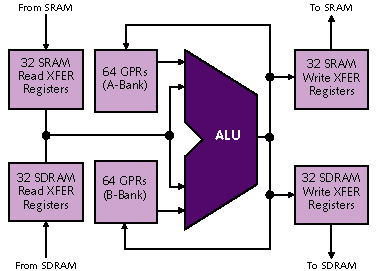 From SRAM
To SRAM
32 SRAM
Read XFER
Registers
64 GPRs
(A-Bank)
32 SRAM
Write XFER
Registers
ALU
32 SDRAM
Read XFER
Registers
64 GPRs
(B-Bank)
32 SDRAM
Write XFER
Registers
From SDRAM
To SDRAM